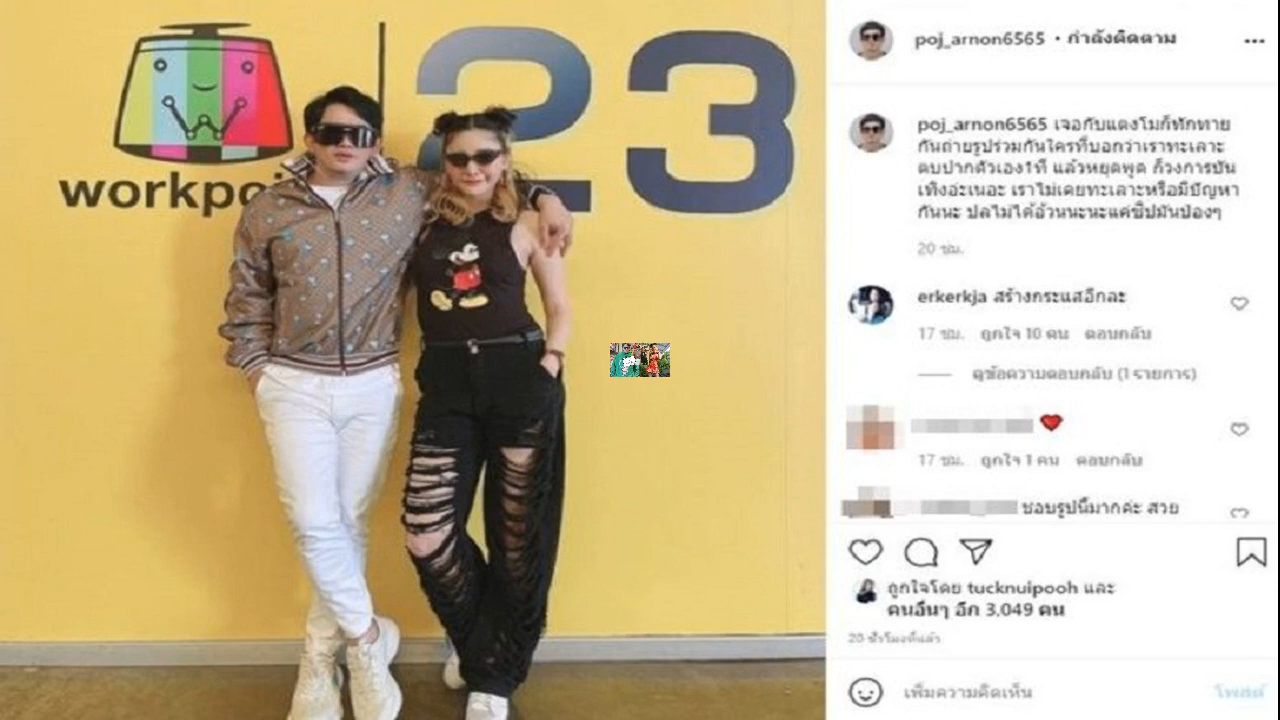 workpoi
23
poj_arnon6565 • กำลังติดตาม
poj_arnon6565 เจอกับแตงโมก็ทักทาย
กันถ่ายรูปร่วมกันใครที่บอกว่าเราทะเลาะ
ตบปากตัวเอง1ที แล้วหยุดพูด ก็วงการบัน
เทิงอะเนอะ เราไม่เคยทะเลาะหรือมีปัญหา
กันนะ ปลไม่ได้อ้วนนะนะแค่ซิปมันป่องๆ
20 ชม.
erkerkja สร้างกระแสอีกละ
17 ชม. ถูกใจ 10 คน ตอบกลับ
ดูข้อความตอบกลับ (1 รายการ)
17 ชม. ถูกใจ 1 คน ตอบกลับ
ชอบรูปนี้มากค่ะ สวย
ถูกใจโดย tucknuipooh และ
คนอื่นๆ อีก 3,049 คน
20 ชั่วโมงที่แล้ว
เพิ่มความคิดเห็น
โพสต์